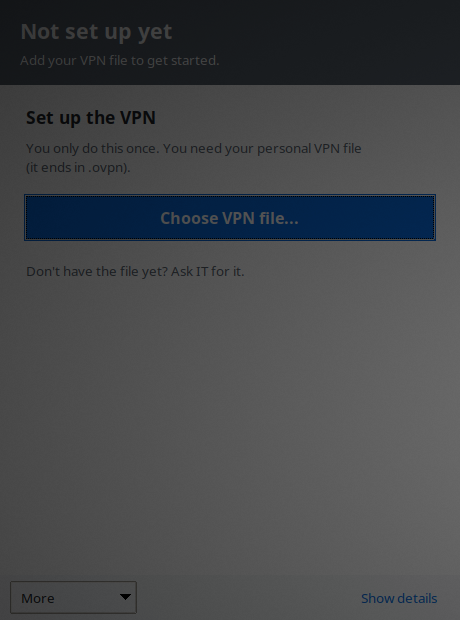 Not set up yet
Add your VPN file to get started.
Set up the VPN
You only do this once. You need your personal VPN file
(it ends in .ovpn).
Choose VPN file...
Don't have the file yet? Ask IT for it.
More
Show details